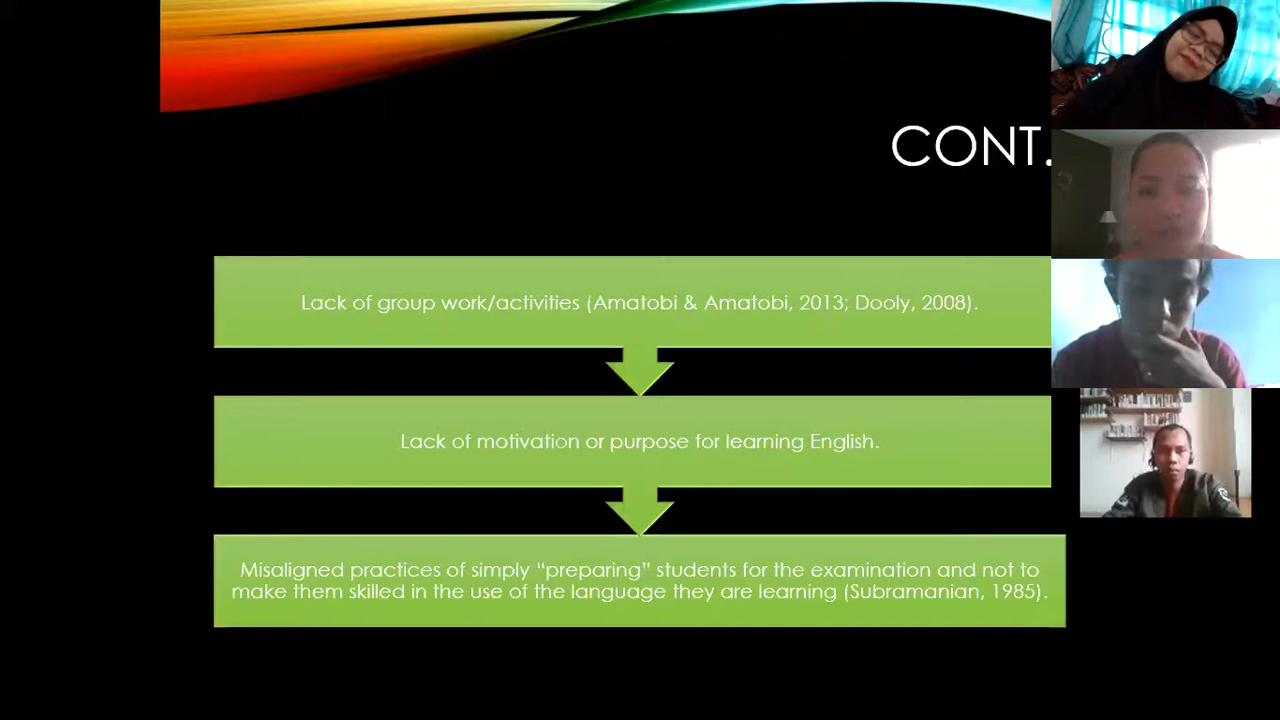 CONT.
Lack of group work/activities (Amatobi & Amatobi, 2013; Dooly, 2008).
Lack of motivation or purpose for learning English.
Misaligned practices of simply “preparing” students for the examination and not to
make them skilled in the use of the language they are learning (Subramanian, 1985).